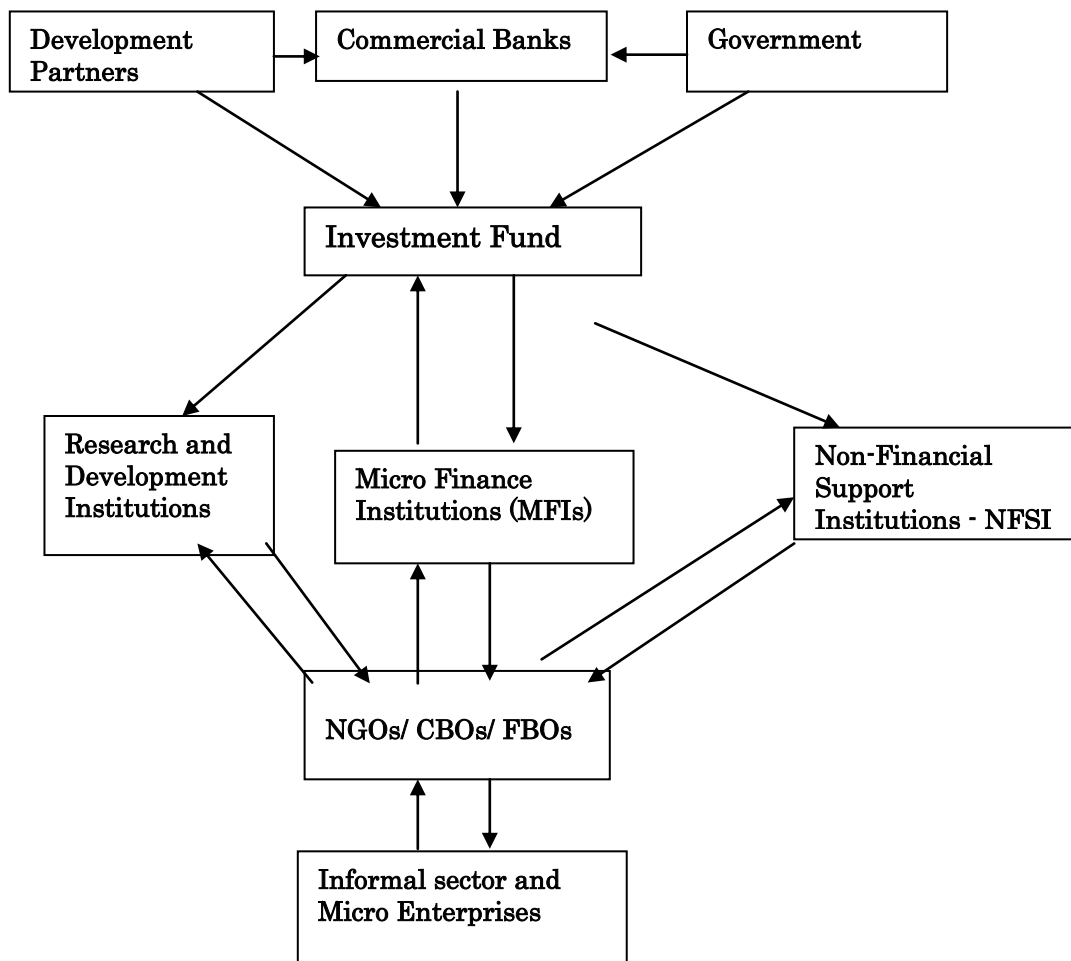 Development
Partners
Commercial Banks
Government
Investment Fund
Research and
Development
Institutions
Micro Finance
Institutions (MFIs)
Non-Financial
Support
Institutions - NFSI
NGOs/ CBOs/ FBOs
Informal sector and
Micro Enterprises